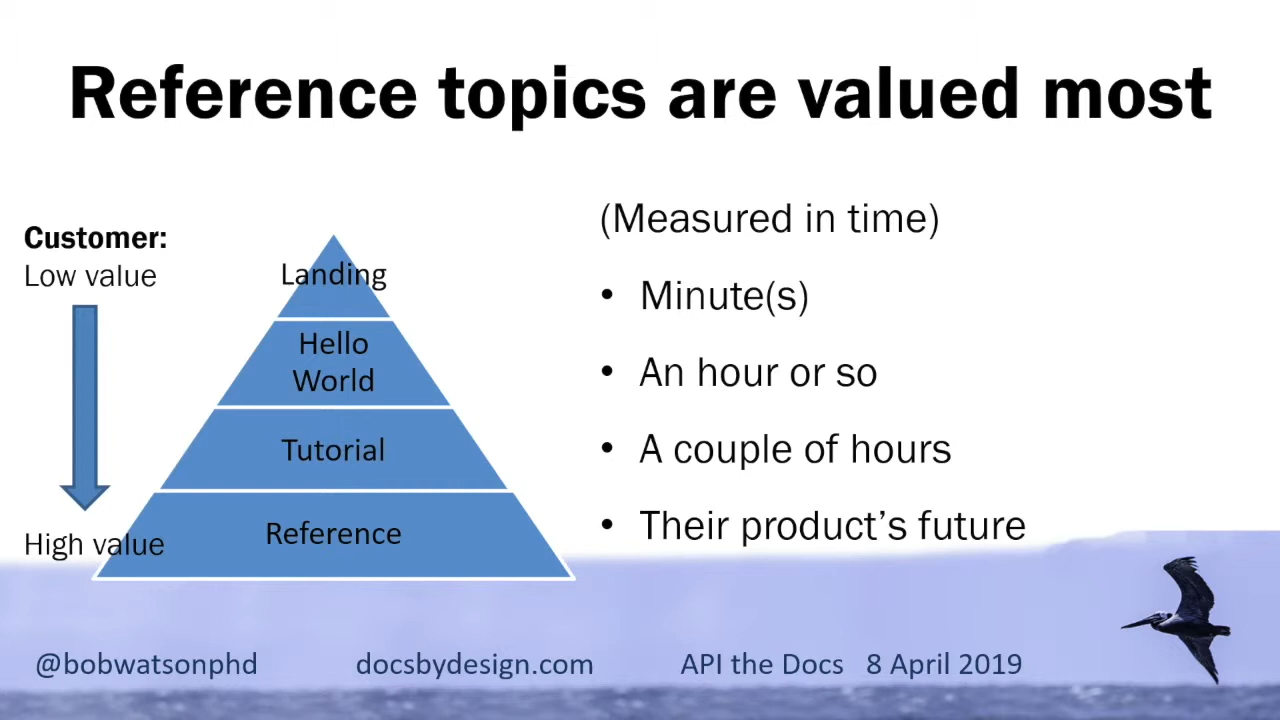 Reference topics are valued most
Customer:
Low value
High value
Landing
Hello
World
Tutorial
Reference
(Measured in time)
• Minute(s)
• An hour or so
• A couple of hours
• Their product’s future
@bobwatsonphd docsbydesign.com API the Docs 8 April 2019